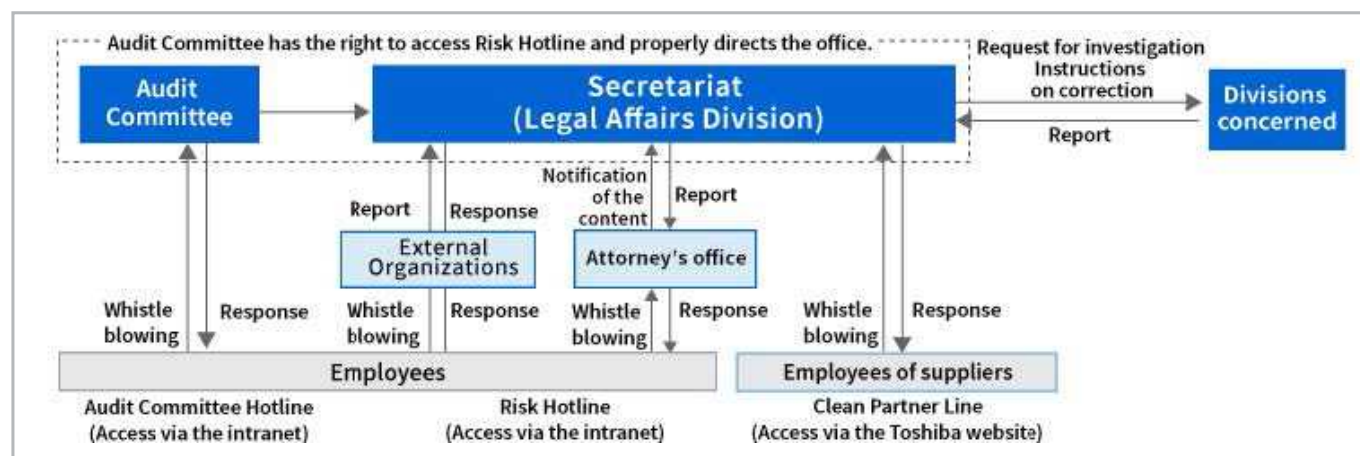 Audit Committee has the right to access Risk Hotline and properly directs the office.
Audit
Committee
Secretariat
(Legal Affairs Division)
Request for investigation
Instructions
on correction
Divisions
concerned
Report
Report
Response
Notification
of the
content
Report
External
Organizations
Attorney's office
Whistle
blowing
Response
Whistle
blowing
Response
Whistle
blowing
Response
Whistle
blowing
Response
Employees
Employees of suppliers
Audit Committee Hotline
(Access via the intranet)
Risk Hotline
(Access via the intranet)
Clean Partner Line
(Access via the Toshiba website)